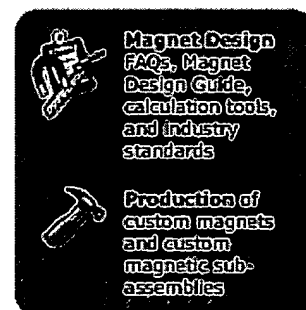 Magnet Design
FAQs, Magnet
Design Guide,
calculation tools,
and industry
standards
Production of
custom magnets
and custom
magnetic sub-
assemblies